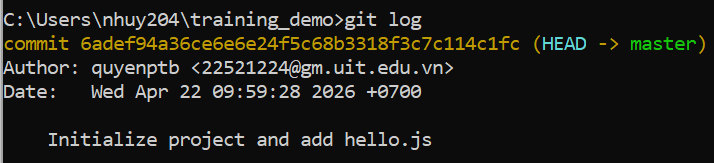 C:\Users\nhuy204\training_demo>git log
commit 6adef94a36ce6e6e24f5c68b3318f3c7c114c1fc (HEAD -> master)
Author: quyenptb <22521224@gm.uit.edu.vn>
Date:   Wed Apr 22 09:59:28 2026 +0700
    Initialize project and add hello.js